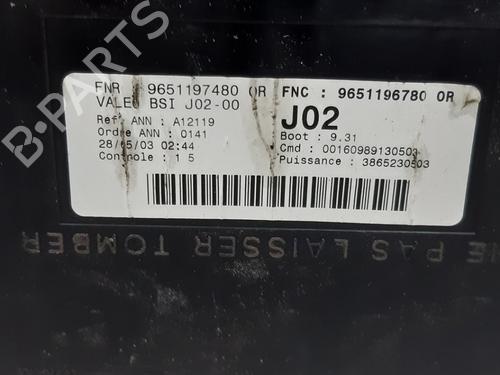 FNR : 9651197480 OR
FNC : 9651196780 OR
VALEO BSI J02-00
J02
Ref. ANN : A12119
Ordre ANN : 0141
28/05/03 02:44
Controle : 1 5
Boot : 9.31
Cmd : 00160989130503
Puissance : 3865230503
NE PAS LAISSER TOMBER
B-PARTS